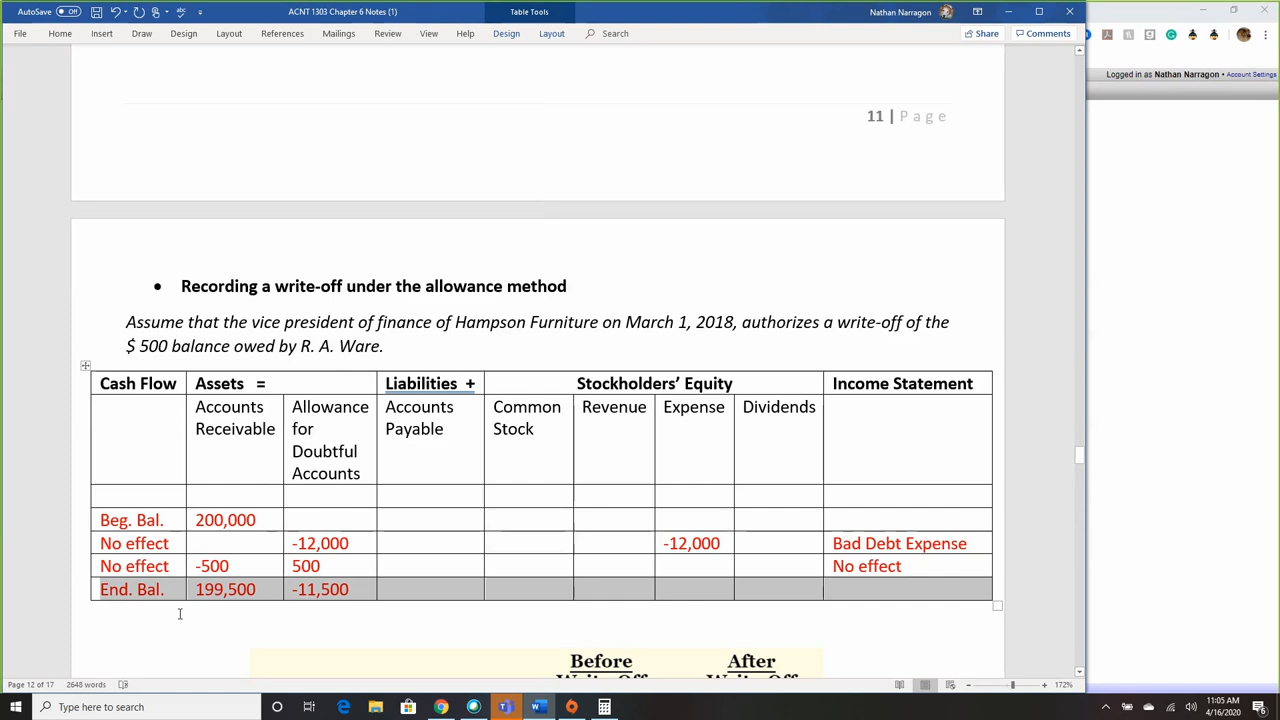 AutoSave Off ACNT 1303 Chapter 6 Notes (1) Table Tools Nathan Narragon
File Home Insert Draw Design Layout References Mailings Review View Help Design Layout Search Share Comments
Logged in as Nathan Narragon • Account Settings
11 | Page
• Recording a write-off under the allowance method
Assume that the vice president of finance of Hampson Furniture on March 1, 2018, authorizes a write-off of the
$ 500 balance owed by R. A. Ware.
Cash Flow Assets = Liabilities + Stockholders’ Equity Income Statement
Accounts Allowance Accounts Common Revenue Expense Dividends
Receivable for Payable Stock
Doubtful
Accounts
Beg. Bal. 200,000
No effect -12,000 -12,000 Bad Debt Expense
No effect -500 500 No effect
End. Bal. 199,500 -11,500
Before After
Write-Off Write-Off
Page 12 of 17 2648 words 172%
Type here to search
11:05 AM
4/16/2020